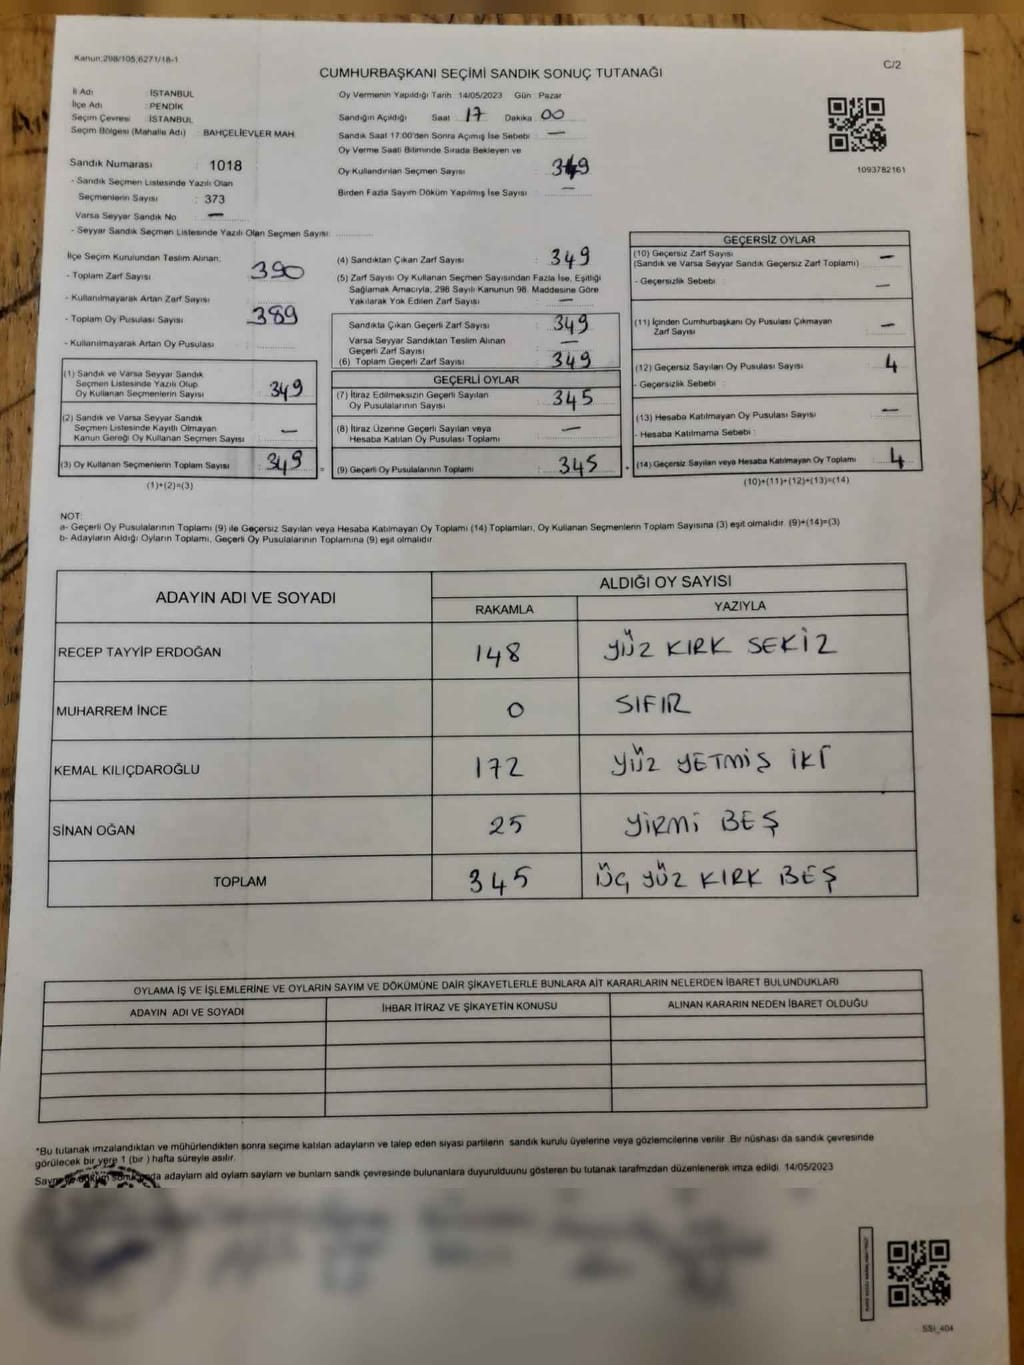 Kanun:298/105,6271/18-1
C/2
CUMHURBAŞKANI SEÇİMİ SANDIK SONUÇ TUTANAĞI
İl Adı : İSTANBUL
İlçe Adı : PENDİK
Seçim Çevresi : İSTANBUL
Seçim Bölgesi (Mahalle Adı) : BAHÇELİEVLER MAH.
Sandık Numarası : 1018
- Sandık Seçmen Listesinde Yazılı Olan
Seçmenlerin Sayısı : 373
Varsa Seyyar Sandık No : —
- Seyyar Sandık Seçmen Listesinde Yazılı Olan Seçmen Sayısı:
Oy Vermenin Yapıldığı Tarih :14/05/2023 Gün : Pazar
Sandığın Açıldığı Saat : 17 Dakika 00
Sandık Saat 17:00'den Sonra Açımış İse Sebebi : —
Oy Verme Saati Bitiminde Sırada Bekleyen ve
Oy Kullandırılan Seçmen Sayısı : 349
Birden Fazla Sayım Döküm Yapılmış İse Sayısı : —
1093782161
İlçe Seçim Kurulundan Teslim Alınan;
- Toplam Zarf Sayısı : 390
- Kullanılmayarak Artan Zarf Sayısı
- Toplam Oy Pusulası Sayısı : 389
- Kullanılmayarak Artan Oy Pusulası
(1) Sandık ve Varsa Seyyar Sandık
Seçmen Listesinde Yazılı Olup
Oy Kullanan Seçmenlerin Sayısı : 349
(2) Sandık ve Varsa Seyyar Sandık
Seçmen Listesinde Kayıtlı Olmayan
Kanun Gereği Oy Kullanan Seçmen Sayısı : —
(3) Oy Kullanan Seçmenlerin Toplam Sayısı : 349
(1)+(2)=(3)
(4) Sandıktan Çıkan Zarf Sayısı : 349
(5) Zarf Sayısı Oy Kullanan Seçmen Sayısından Fazla İse, Eşitliği
Sağlamak Amacıyla, 298 Sayılı Kanunun 98. Maddesine Göre
Yakılarak Yok Edilen Zarf Sayısı : —
Sandıkta Çıkan Geçerli Zarf Sayısı : 349
Varsa Seyyar Sandıktan Teslim Alınan
Geçerli Zarf Sayısı : —
(6) Toplam Geçerli Zarf Sayısı : 349
GEÇERLİ OYLAR
(7) İtiraz Edilmeksizin Geçerli Sayılan
Oy Pusulalarının Sayısı : 345
(8) İtiraz Üzerine Geçerli Sayılan veya
Hesaba Katılan Oy Pusulası Toplamı : —
(9) Geçerli Oy Pusulalarının Toplamı : 345
GEÇERSİZ OYLAR
(10) Geçersiz Zarf Sayısı
(Sandık ve Varsa Seyyar Sandık Geçersiz Zarf Toplamı) : —
- Geçersizlik Sebebi : —
(11) İçinden Cumhurbaşkanı Oy Pusulası Çıkmayan
Zarf Sayısı : —
(12) Geçersiz Sayılan Oy Pusulası Sayısı : 4
- Geçersizlik Sebebi :
(13) Hesaba Katılmayan Oy Pusulası Sayısı : —
- Hesaba Katılmama Sebebi :
(14) Geçersiz Sayılan veya Hesaba Katılmayan Oy Toplamı : 4
(10)+(11)+(12)+(13)=(14)
NOT:
a- Geçerli Oy Pusulalarının Toplamı (9) ile Geçersiz Sayılan veya Hesaba Katılmayan Oy Toplamı (14) Toplamları, Oy Kullanan Seçmenlerin Toplam Sayısına (3) eşit olmalıdır. (9)+(14)=(3)
b- Adayların Aldığı Oyların Toplamı, Geçerli Oy Pusulalarının Toplamına (9) eşit olmalıdır.
ADAYIN ADI VE SOYADI
ALDIĞI OY SAYISI
RAKAMLA YAZIYLA
RECEP TAYYİP ERDOĞAN 148 YÜZ KIRK SEKİZ
MUHARREM İNCE 0 SIFIR
KEMAL KILIÇDAROĞLU 172 YÜZ YETMİŞ İKİ
SİNAN OĞAN 25 YİRMİ BEŞ
TOPLAM 345 ÜÇ YÜZ KIRK BEŞ
OYLAMA İŞ VE İŞLEMLERİNE VE OYLARIN SAYIM VE DÖKÜMÜNE DAİR ŞİKAYETLERLE BUNLARA AİT KARARLARIN NELERDEN İBARET BULUNDUKLARI
ADAYIN ADI VE SOYADI İHBAR İTİRAZ VE ŞİKAYETİN KONUSU ALINAN KARARIN NEDEN İBARET OLDUĞU
*Bu tutanak imzalandıktan ve mühürlendikten sonra seçime katılan adayların ve talep eden siyasi partilerin sandık kurulu üyelerine veya gözlemcilerine verilir. Bir nüshası da sandık çevresinde
görülecek bir yere 1 (bir ) hafta süreyle asılır.
Sayım ve döküm sonucunda adaylarn ald oylarn saylarn ve bunlarn sandk çevresinde bulunanlara duyurulduunu gösteren bu tutanak tarafmzdan düzenlenerek imza edildi. 14/05/2023
SSİ_404